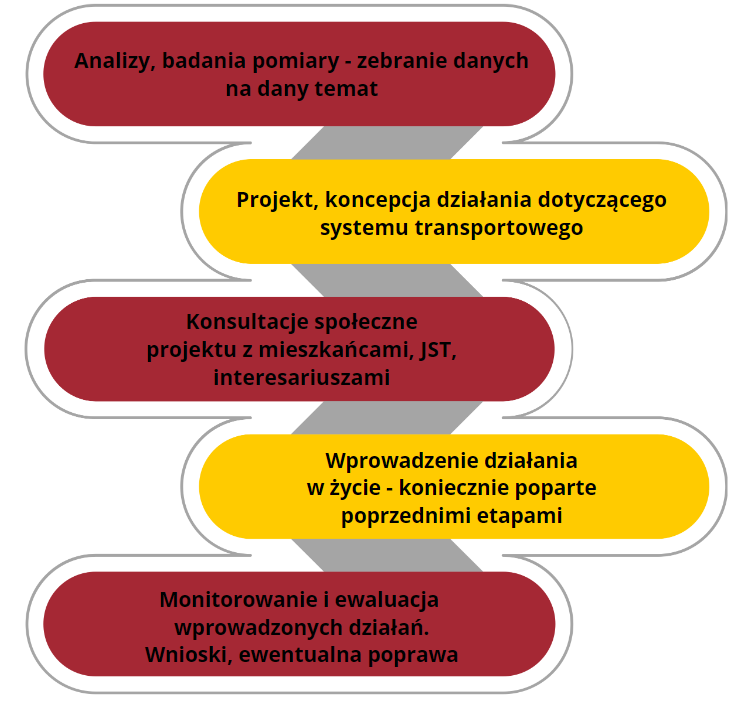 Analizy, badania pomiary - zebranie danych
na dany temat
Projekt, koncepcja działania dotyczącego
systemu transportowego
Konsultacje społeczne
projektu z mieszkańcami, JST,
interesariuszami
Wprowadzenie działania
w życie - koniecznie poparte
poprzednimi etapami
Monitorowanie i ewaluacja
wprowadzonych działań.
Wnioski, ewentualna poprawa